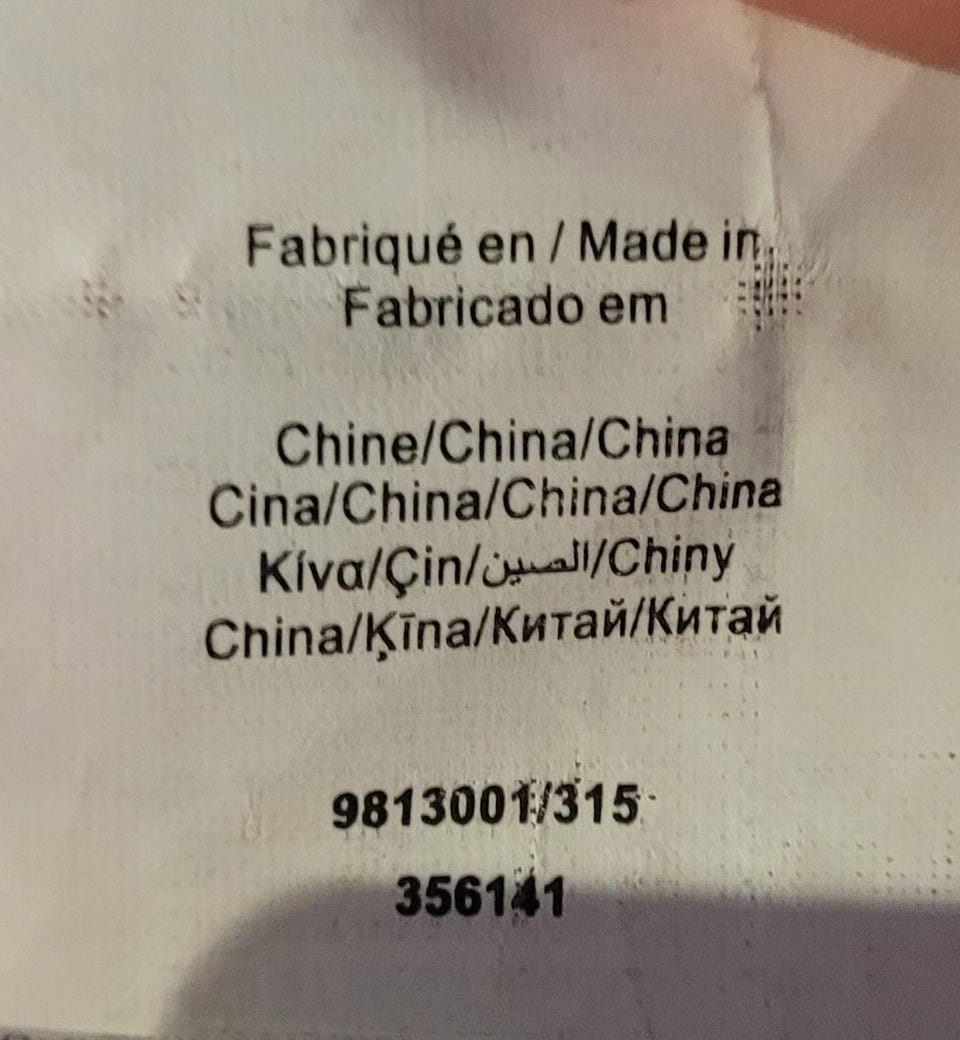 Fabriqué en / Made in
Fabricado em
Chine/China/China
Cina/China/China/China
Kíνα/Çin/الصين/Chiny
China/Ķīna/Китай/Китай
9813001/315
356141